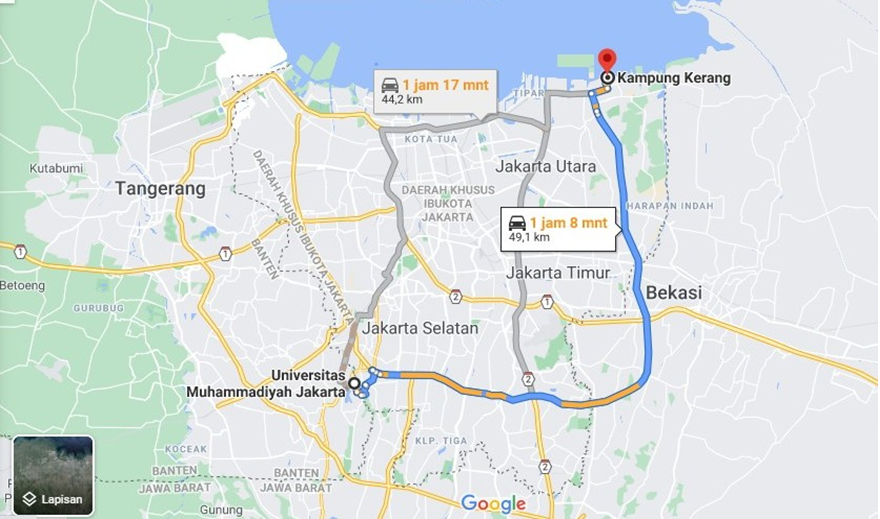 1 jam 17 mnt
44,2 km
Kampung Kerang
TIPAR
KOTA TUA
Jakarta Utara
Kutabumi
Tangerang
DAERAH KHUSUS
IBUKOTA
JAKARTA
DAERAH KHUSUS IBUKOTA JAKARTA
BANTEN
HARAPAN INDAH
1 jam 8 mnt
49,1 km
1
1
Jakarta Timur
Betoeng
2
1
Bekasi
GURUBUG
Jakarta Selatan
Universitas
Muhammadiyah Jakarta
2
KLP. TIGA
KOCEAK
2
BANTEN
JAWA BARAT
BANTEN
JAWA BARAT
Lapisan
Gunung
Google